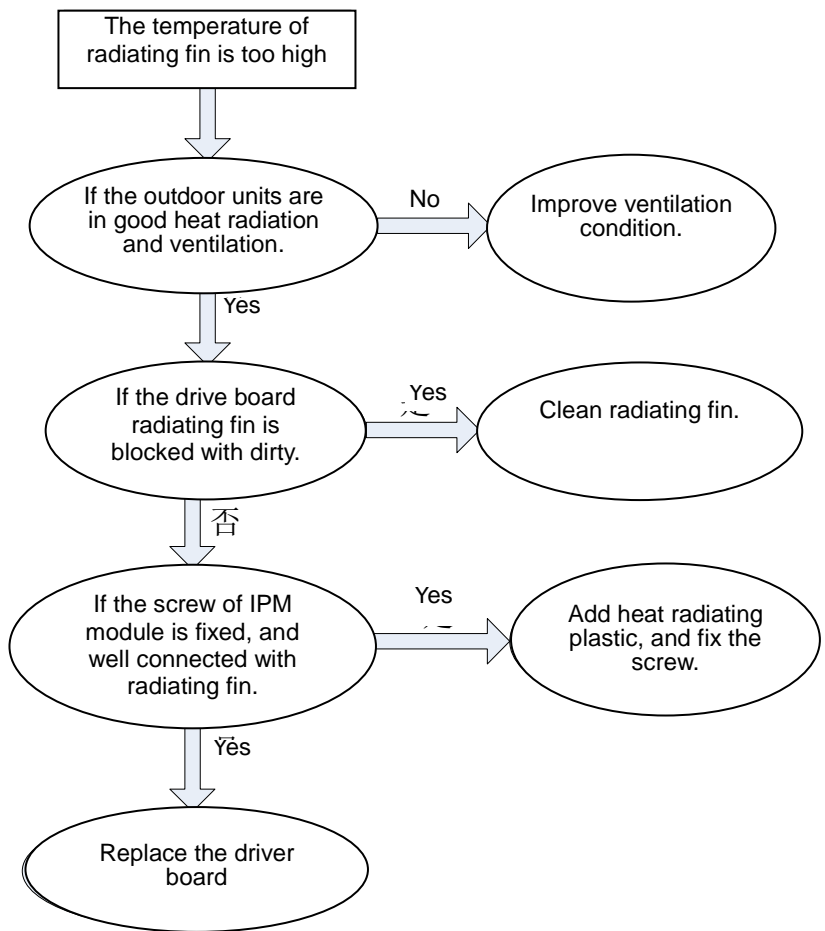 The temperature of
radiating fin is too high
If the outdoor units are
in good heat radiation
and ventilation.
No
Improve ventilation
condition.
Yes
If the drive board
radiating fin is
blocked with dirty.
Yes
Clean radiating fin.
否
If the screw of IPM
module is fixed, and
well connected with
radiating fin.
Yes
Add heat radiating
plastic, and fix the
screw.
Yes
Replace the driver
board